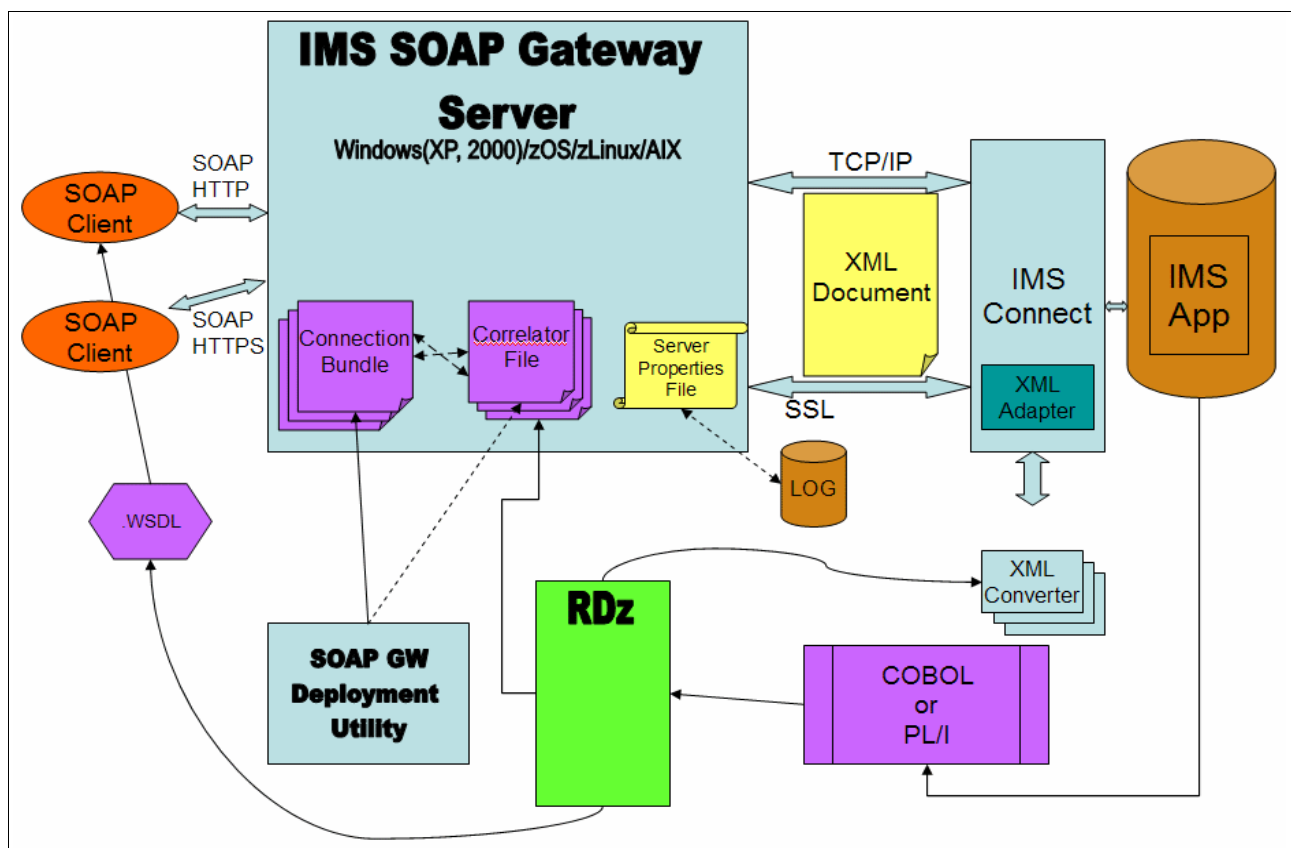 IMS SOAP Gateway
Server
Windows(XP, 2000)/zOS/zLinux/AIX
SOAP
HTTP
SOAP
Client
SOAP
HTTPS
SOAP
Client
Connection
Bundle
Correlator
File
Server
Properties
File
TCP/IP
XML
Document
SSL
IMS
Connect
XML
Adapter
IMS
App
LOG
.WSDL
SOAP GW
Deployment
Utility
RDz
XML
Converter
COBOL
or
PL/I